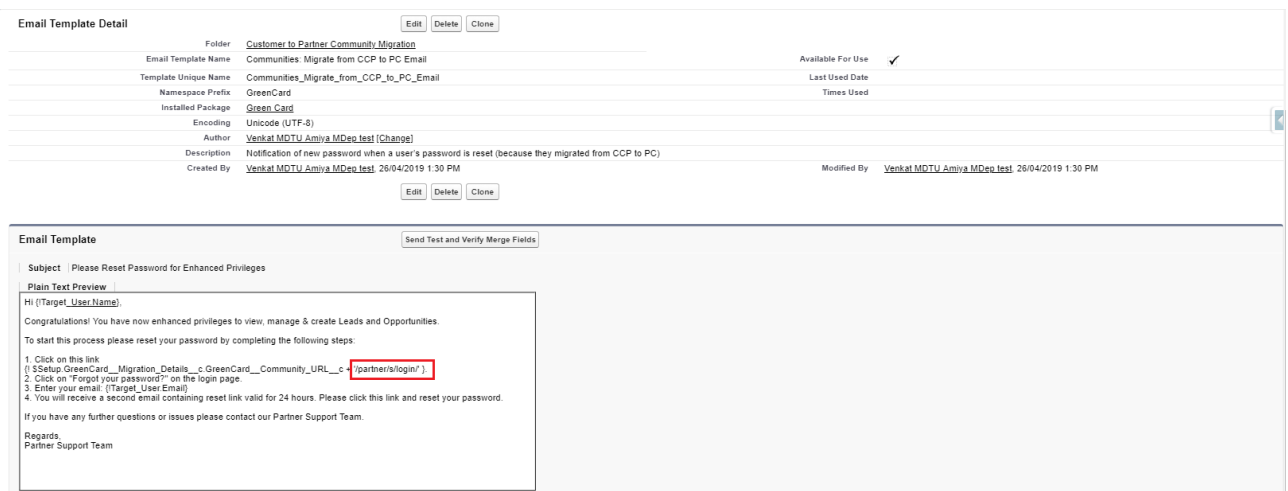 Email Template Detail
Edit Delete Clone
Folder Customer to Partner Community Migration
Email Template Name Communities: Migrate from CCP to PC Email Available For Use ✓
Template Unique Name Communities_Migrate_from_CCP_to_PC_Email Last Used Date
Namespace Prefix GreenCard Times Used
Installed Package Green Card
Encoding Unicode (UTF-8)
Author Venkat MDTU Amiya MDep test [Change]
Description Notification of new password when a user's password is reset (because they migrated from CCP to PC)
Created By Venkat MDTU Amiya MDep test, 26/04/2019 1:30 PM Modified By Venkat MDTU Amiya MDep test, 26/04/2019 1:30 PM
Edit Delete Clone
Email Template
Send Test and Verify Merge Fields
Subject Please Reset Password for Enhanced Privileges
Plain Text Preview
Hi {!Target_User.Name},
Congratulations! You have now enhanced privileges to view, manage & create Leads and Opportunities.
To start this process please reset your password by completing the following steps:
1. Click on this link
{! $Setup.GreenCard__Migration_Details__c.GreenCard__Community_URL__c + '/partner/s/login/' }.
2. Click on "Forgot your password?" on the login page.
3. Enter your email: {!Target_User.Email}
4. You will receive a second email containing reset link valid for 24 hours. Please click this link and reset your password.
If you have any further questions or issues please contact our Partner Support Team.
Regards,
Partner Support Team